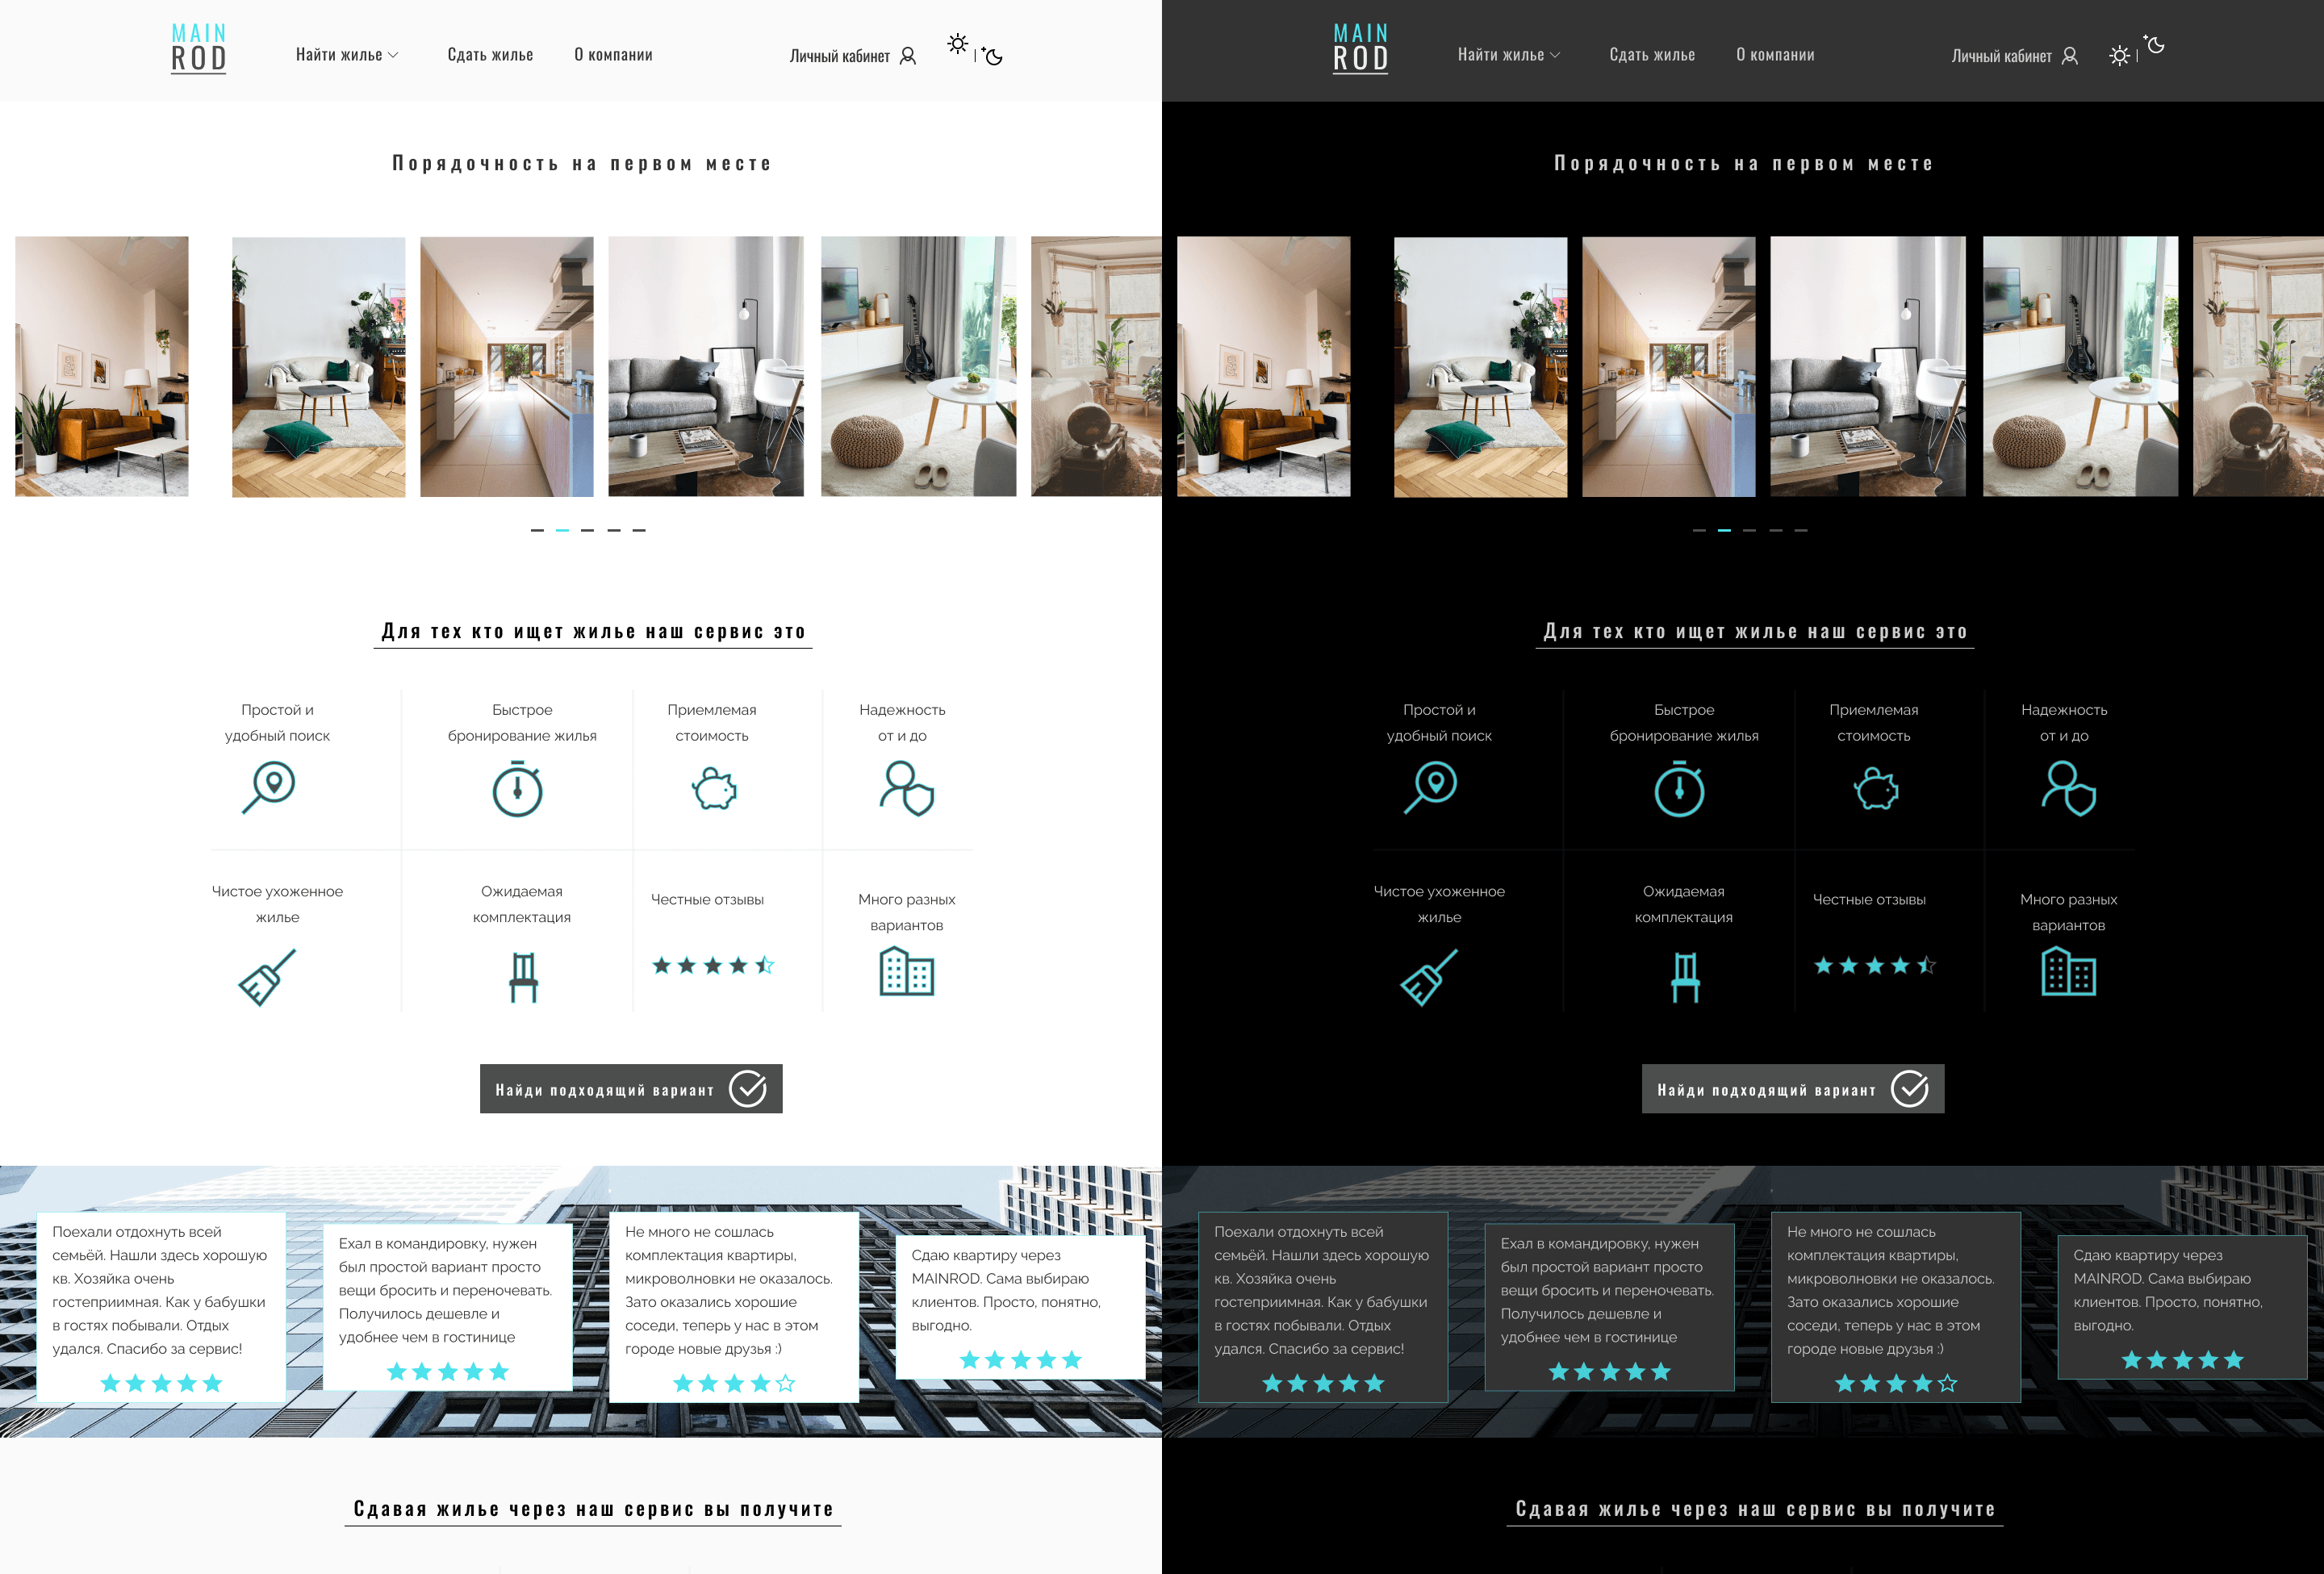 MAIN
ROD
Найти жилье
Сдать жилье
О компании
Личный кабинет
Порядочность на первом месте
Для тех кто ищет жилье наш сервис это
Простой и
удобный поиск
Быстрое
бронирование жилья
Приемлемая
стоимость
Надежность
от и до
Чистое ухоженное
жилье
Ожидаемая
комплектация
Честные отзывы
Много разных
вариантов
Найди подходящий вариант
Поехали отдохнуть всей
семьёй. Нашли здесь хорошую
кв. Хозяйка очень
гостеприимная. Как у бабушки
в гостях побывали. Отдых
удался. Спасибо за сервис!
Ехал в командировку, нужен
был простой вариант просто
вещи бросить и переночевать.
Получилось дешевле и
удобнее чем в гостинице
Не много не сошлась
комплектация квартиры,
микроволновки не оказалось.
Зато оказались хорошие
соседи, теперь у нас в этом
городе новые друзья :)
Сдаю квартиру через
MAINROD. Сама выбираю
клиентов. Просто, понятно,
выгодно.
Сдавая жилье через наш сервис вы получите
MAIN
ROD
Найти жилье
Сдать жилье
О компании
Личный кабинет
Порядочность на первом месте
Для тех кто ищет жилье наш сервис это
Простой и
удобный поиск
Быстрое
бронирование жилья
Приемлемая
стоимость
Надежность
от и до
Чистое ухоженное
жилье
Ожидаемая
комплектация
Честные отзывы
Много разных
вариантов
Найди подходящий вариант
Поехали отдохнуть всей
семьёй. Нашли здесь хорошую
кв. Хозяйка очень
гостеприимная. Как у бабушки
в гостях побывали. Отдых
удался. Спасибо за сервис!
Ехал в командировку, нужен
был простой вариант просто
вещи бросить и переночевать.
Получилось дешевле и
удобнее чем в гостинице
Не много не сошлась
комплектация квартиры,
микроволновки не оказалось.
Зато оказались хорошие
соседи, теперь у нас в этом
городе новые друзья :)
Сдаю квартиру через
MAINROD. Сама выбираю
клиентов. Просто, понятно,
выгодно.
Сдавая жилье через наш сервис вы получите